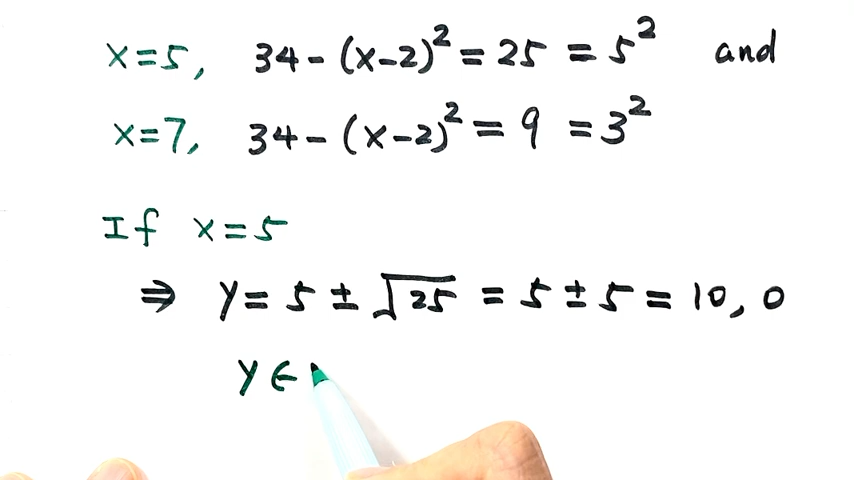 x=5, 34-(x-2)²=25 =5² and
x=7, 34-(x-2)²=9 =3²
If x=5
⇒ y=5±√25 =5±5=10,0
y∈